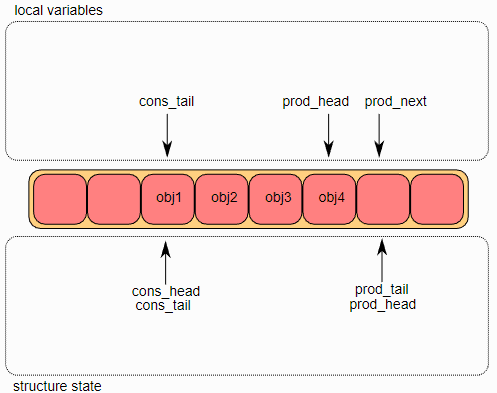 local variables
cons_tail
prod_head
prod_next
obj1
obj2
obj3
obj4
cons_head
cons_tail
prod_tail
prod_head
structure state